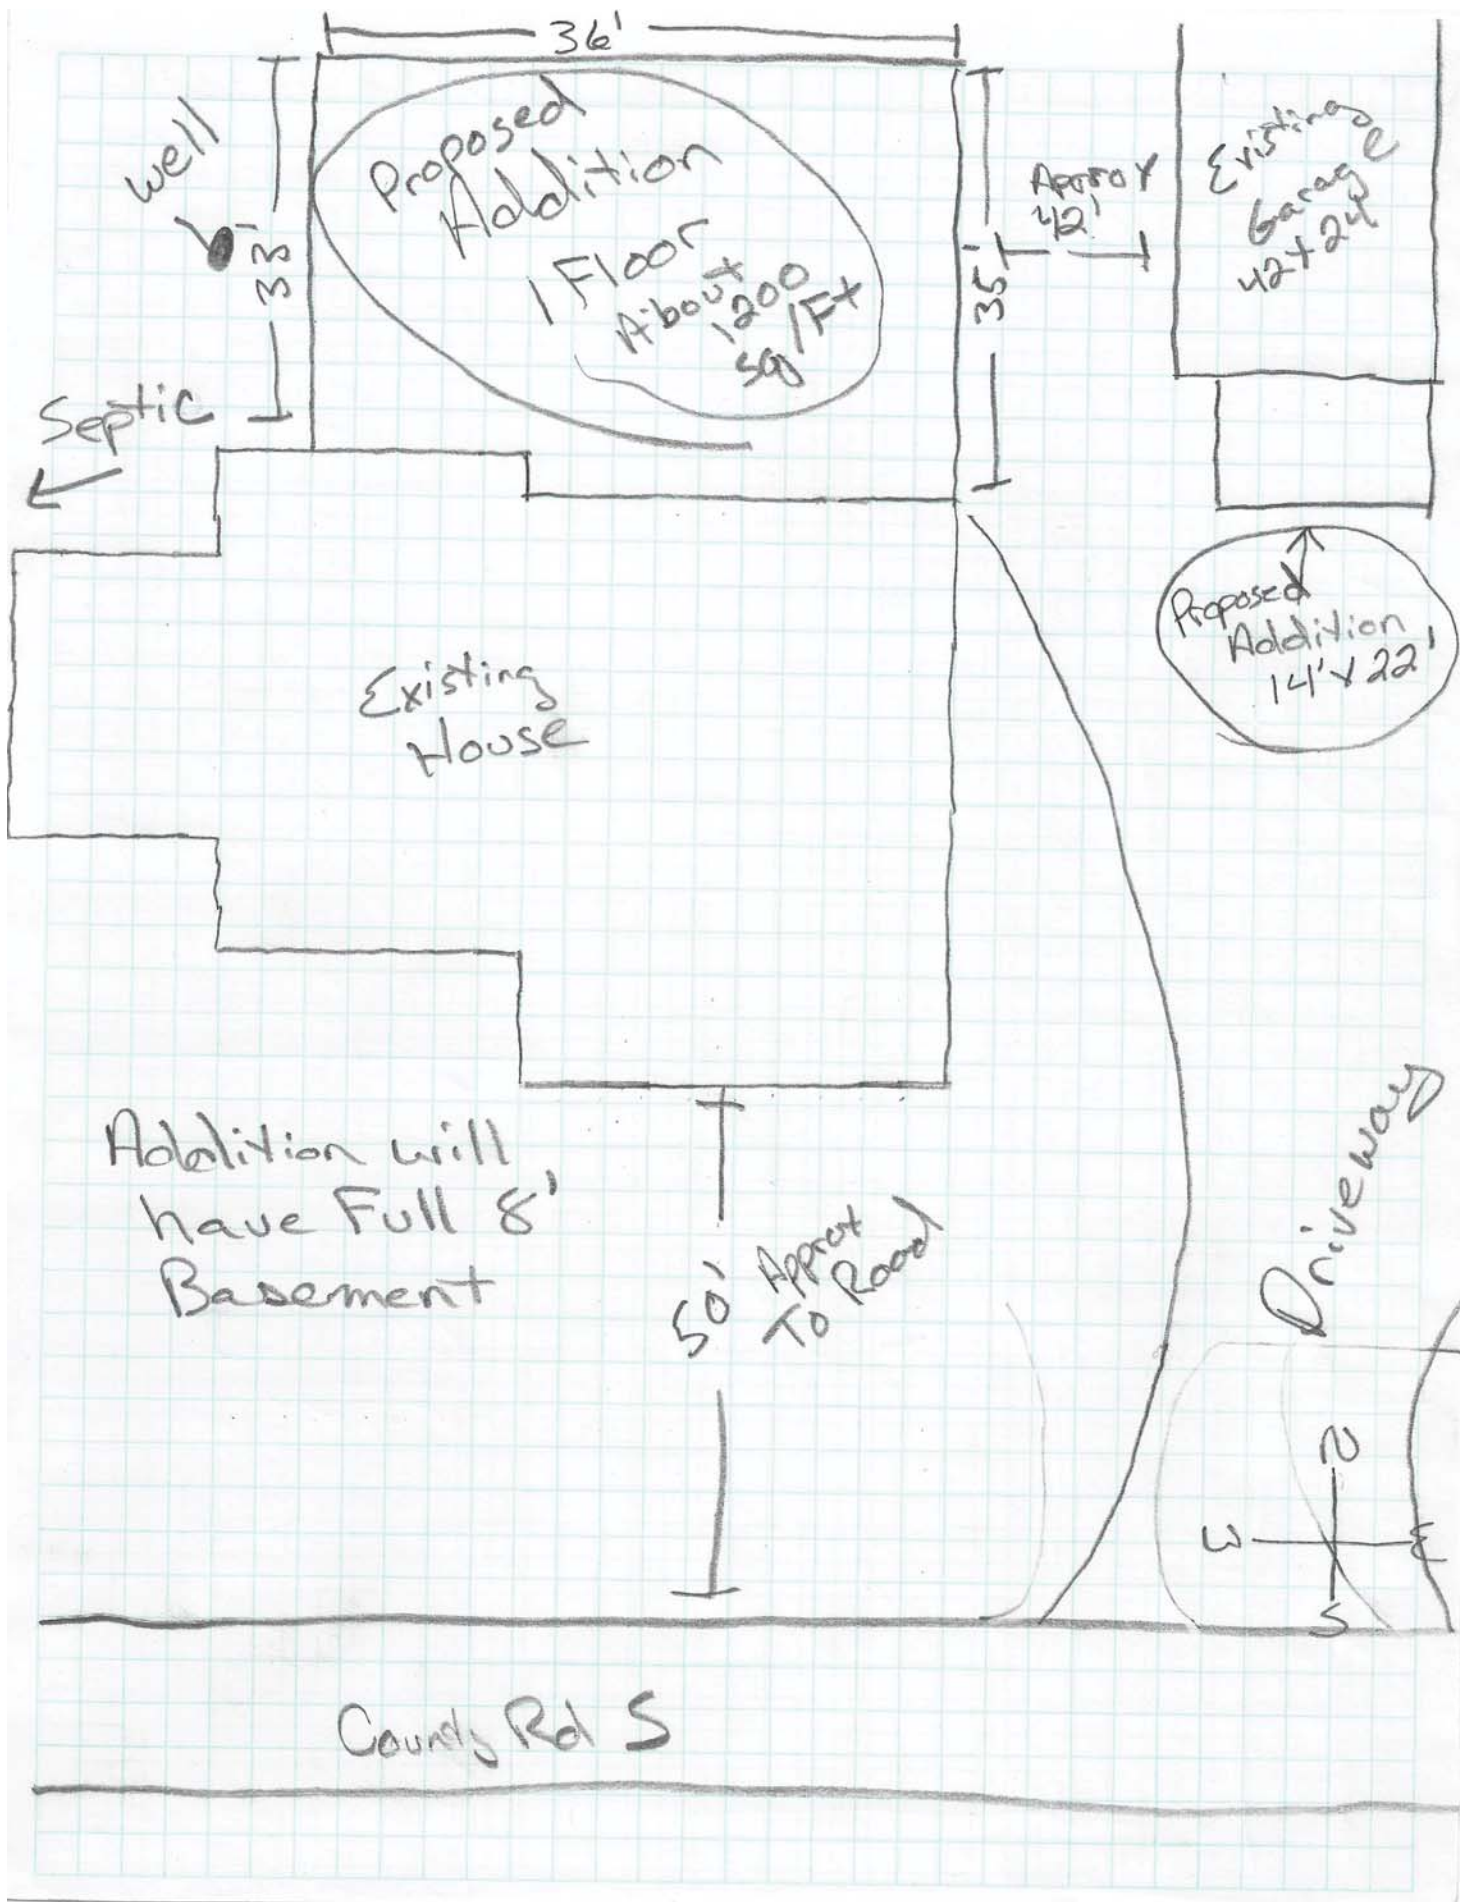 36'
well
33'
Proposed
Addition
1 Floor
About
1200
sq/Ft
35'
Approx
42'
Existing
Garage
42x24
Septic
Proposed
Addition
14'x22'
Existing
House
Addition will
have Full 8'
Basement
50'
Approx
To Road
Driveway
N
W
E
S
County Rd S